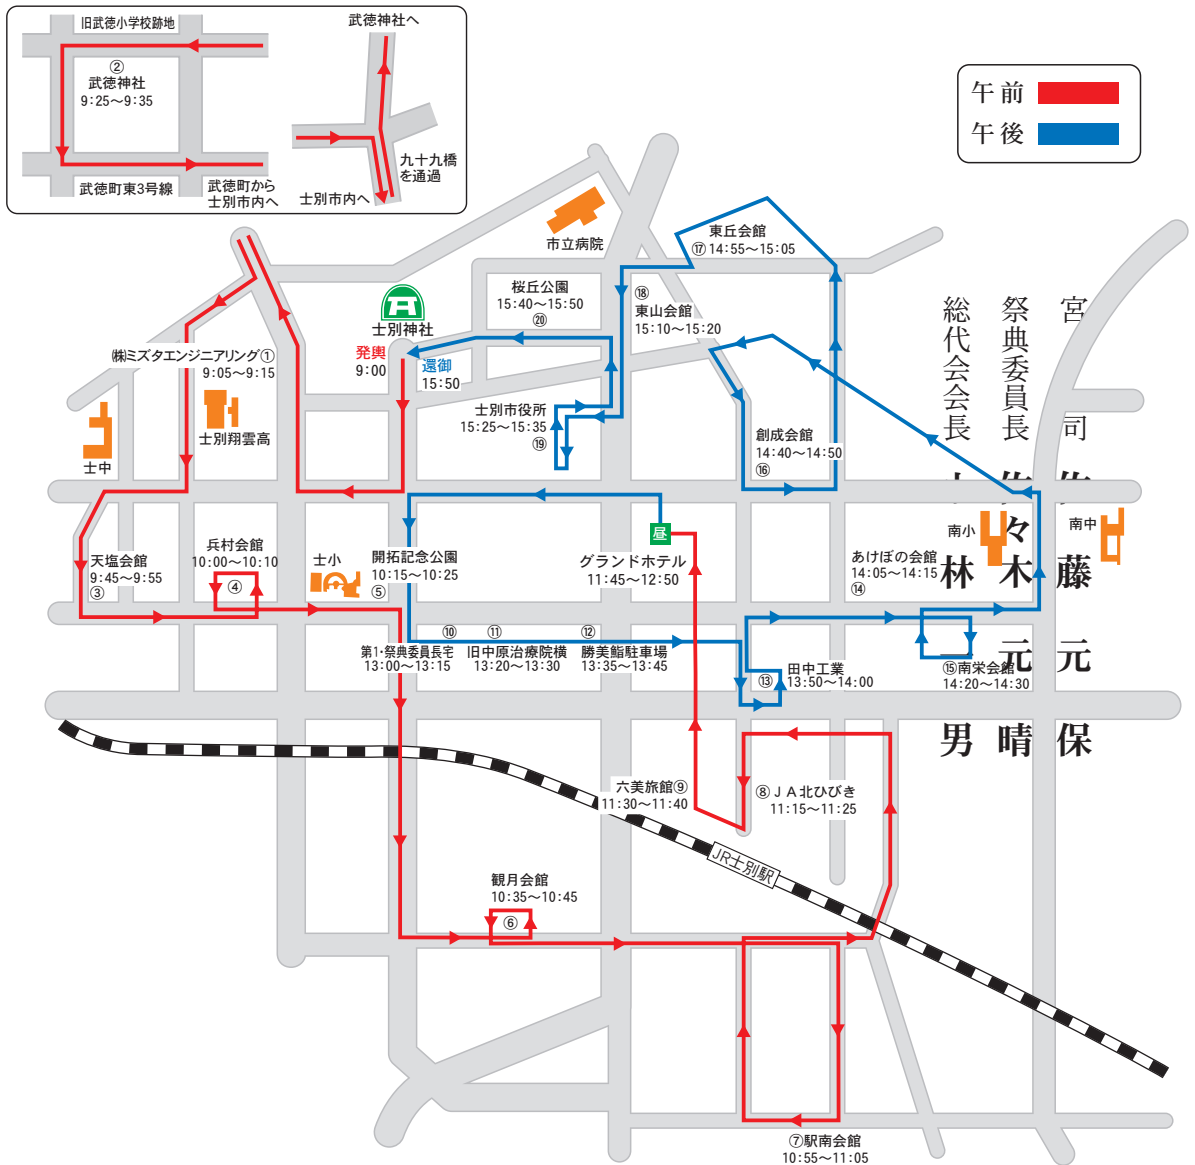 旧武徳小学校跡地
②
武徳神社
9:25～9:35
武徳町東3号線
武徳町から
士別市内へ
武徳神社へ
九十九橋
を通過
士別市内へ
午前
午後
市立病院
東丘会館
⑰14:55～15:05
桜丘公園
15:40～15:50
⑳
⑱
東山会館
15:10～15:20
士別神社
発輿
9:00
還御
15:50
㈱ミズタエンジニアリング①
9:05～9:15
士別翔雲高
士中
士別市役所
15:25～15:35
⑲
創成会館
14:40～14:50
⑯
宮司
祭典委員長
総代会会長
佐々木元晴
藤元保
林
男
南小
南中
天塩会館
9:45～9:55
③
兵村会館
10:00～10:10
④
士小
開拓記念公園
10:15～10:25
⑤
昼
グランドホテル
11:45～12:50
あけぼの会館
14:05～14:15
⑭
⑩
第1・祭典委員長宅
13:00～13:15
⑪
旧中原治療院横
13:20～13:30
⑫
勝美鮨駐車場
13:35～13:45
⑬
田中工業
13:50～14:00
⑮南栄会館
14:20～14:30
六美旅館⑨
11:30～11:40
⑧ＪＡ北ひびき
11:15～11:25
JR士別駅
観月会館
10:35～10:45
⑥
⑦駅南会館
10:55～11:05